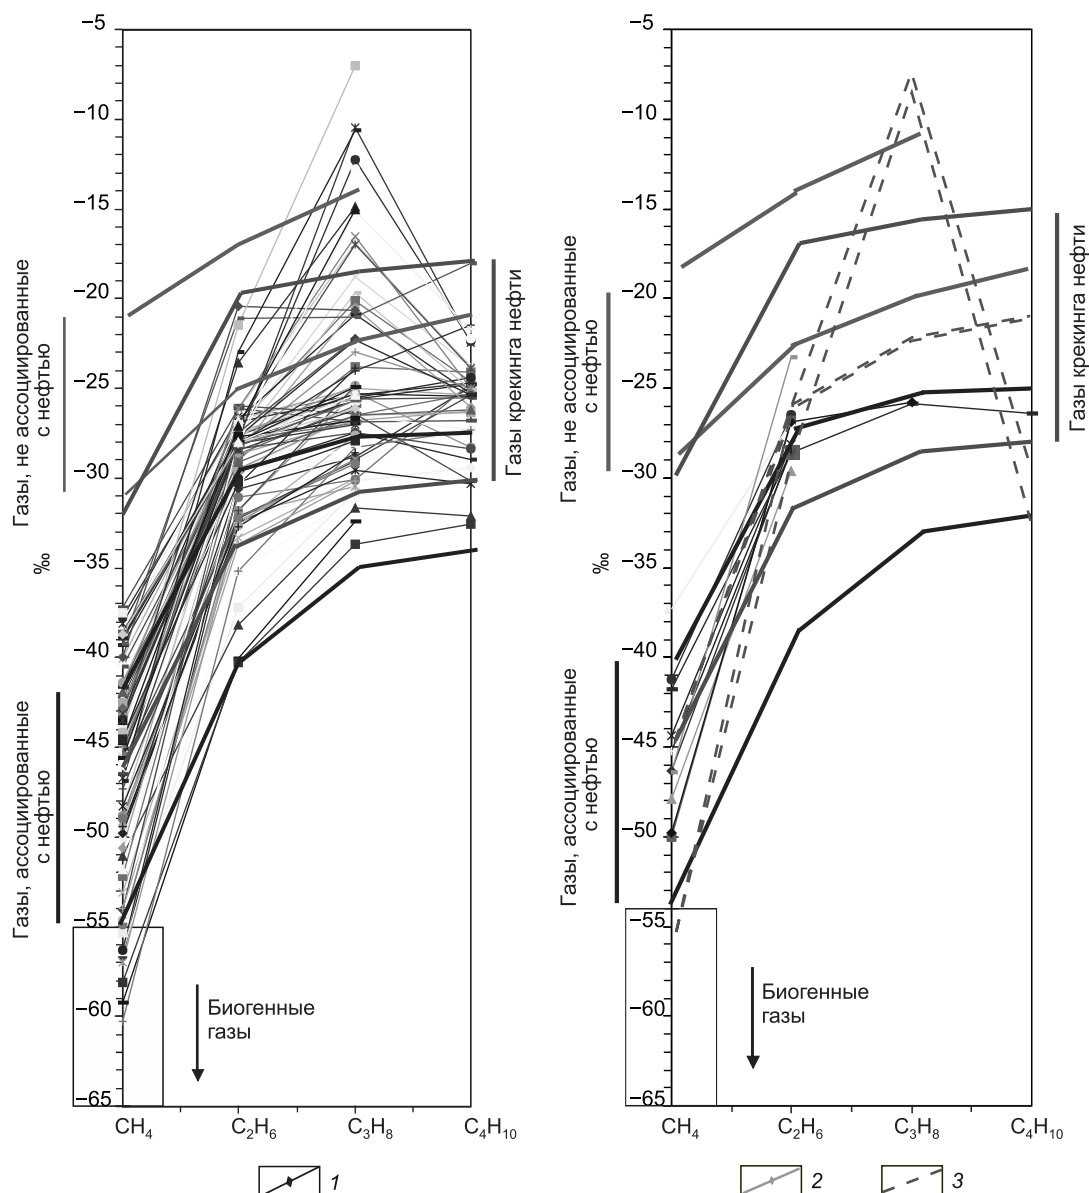 −5
−10
−15
−20
−25
−30
−35
−40
−45
−50
−55
−60
−65
‰
Газы, не ассоциированные
с нефтью
Газы, ассоциированные
с нефтью
Газы крекинга нефти
Биогенные
газы
CH4
C2H6
C3H8
C4H10
1
−5
−10
−15
−20
−25
−30
−35
−40
−45
−50
−55
−60
−65
‰
Газы, не ассоциированные
с нефтью
Газы, ассоциированные
с нефтью
Газы крекинга нефти
Биогенные
газы
CH4
C2H6
C3H8
C4H10
2
3